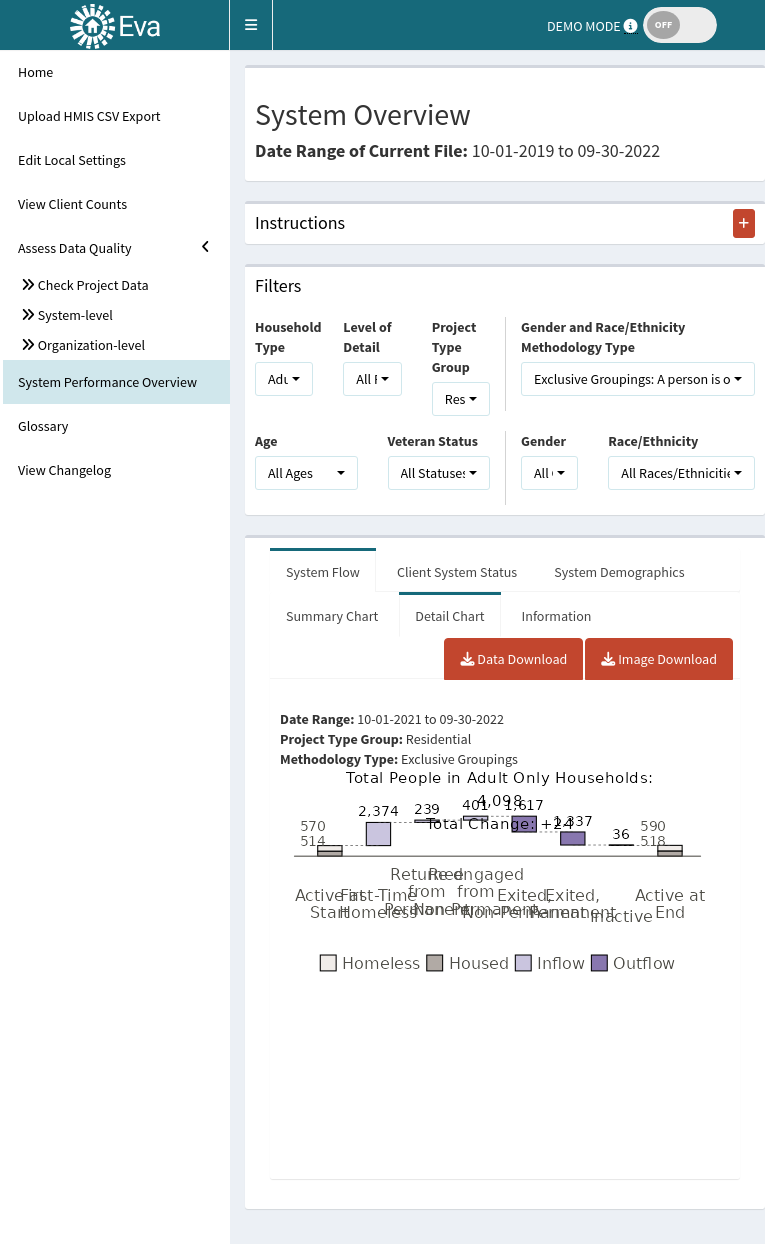 Eva
DEMO MODE
OFF
Home
Upload HMIS CSV Export
Edit Local Settings
View Client Counts
Assess Data Quality
Check Project Data
System-level
Organization-level
System Performance Overview
Glossary
View Changelog
System Overview
Date Range of Current File: 10-01-2019 to 09-30-2022
Instructions
+
Filters
Household
Type
Level of
Detail
Project
Type
Group
Gender and Race/Ethnicity
Methodology Type
All
Res
Exclusive Groupings: A person is o
Age
Veteran Status
Gender
Race/Ethnicity
All Ages
All Statuses
All
All Races/Ethnicitie
System Flow
Client System Status
System Demographics
Summary Chart
Detail Chart
Information
Data Download
Image Download
Date Range: 10-01-2021 to 09-30-2022
Project Type Group: Residential
Methodology Type: Exclusive Groupings
Total People in Adult Only Households:
4,098
Total Change: +24
570
514
2,374
239
401
1,617
1,337
36
590
518
Active at
Start
First-Time
Homeless
Returned
from
Permanent
Re-engaged
from
Non-Permanent
Exited,
Non-Permanent
Exited,
Permanent
Inactive
Active at
End
Homeless
Housed
Inflow
Outflow